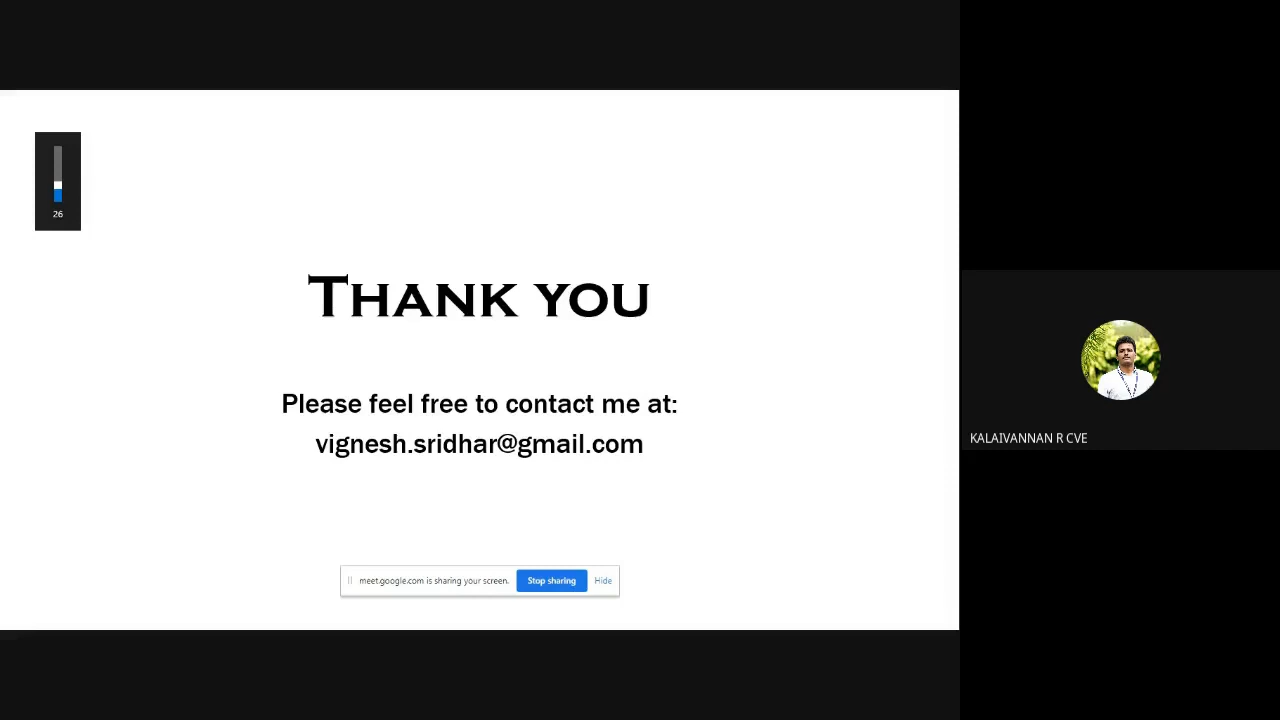 26
THANK YOU
Please feel free to contact me at:
vignesh.sridhar@gmail.com
meet.google.com is sharing your screen. Stop sharing Hide
KALAIVANNAN R CVE